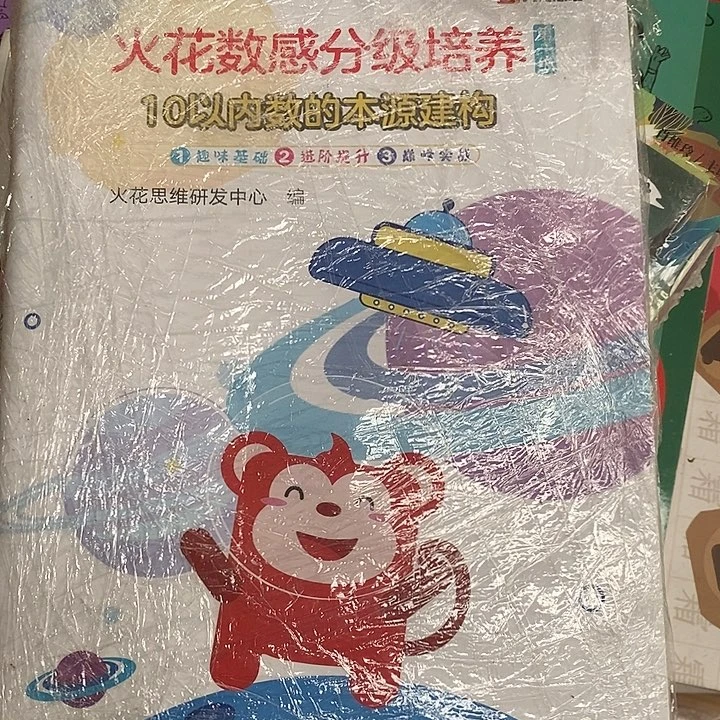 火花数感分级培养
10以内数的本源建构
1 趣味基础 2 进阶提升 3 巅峰实战
火花思维研发中心 编